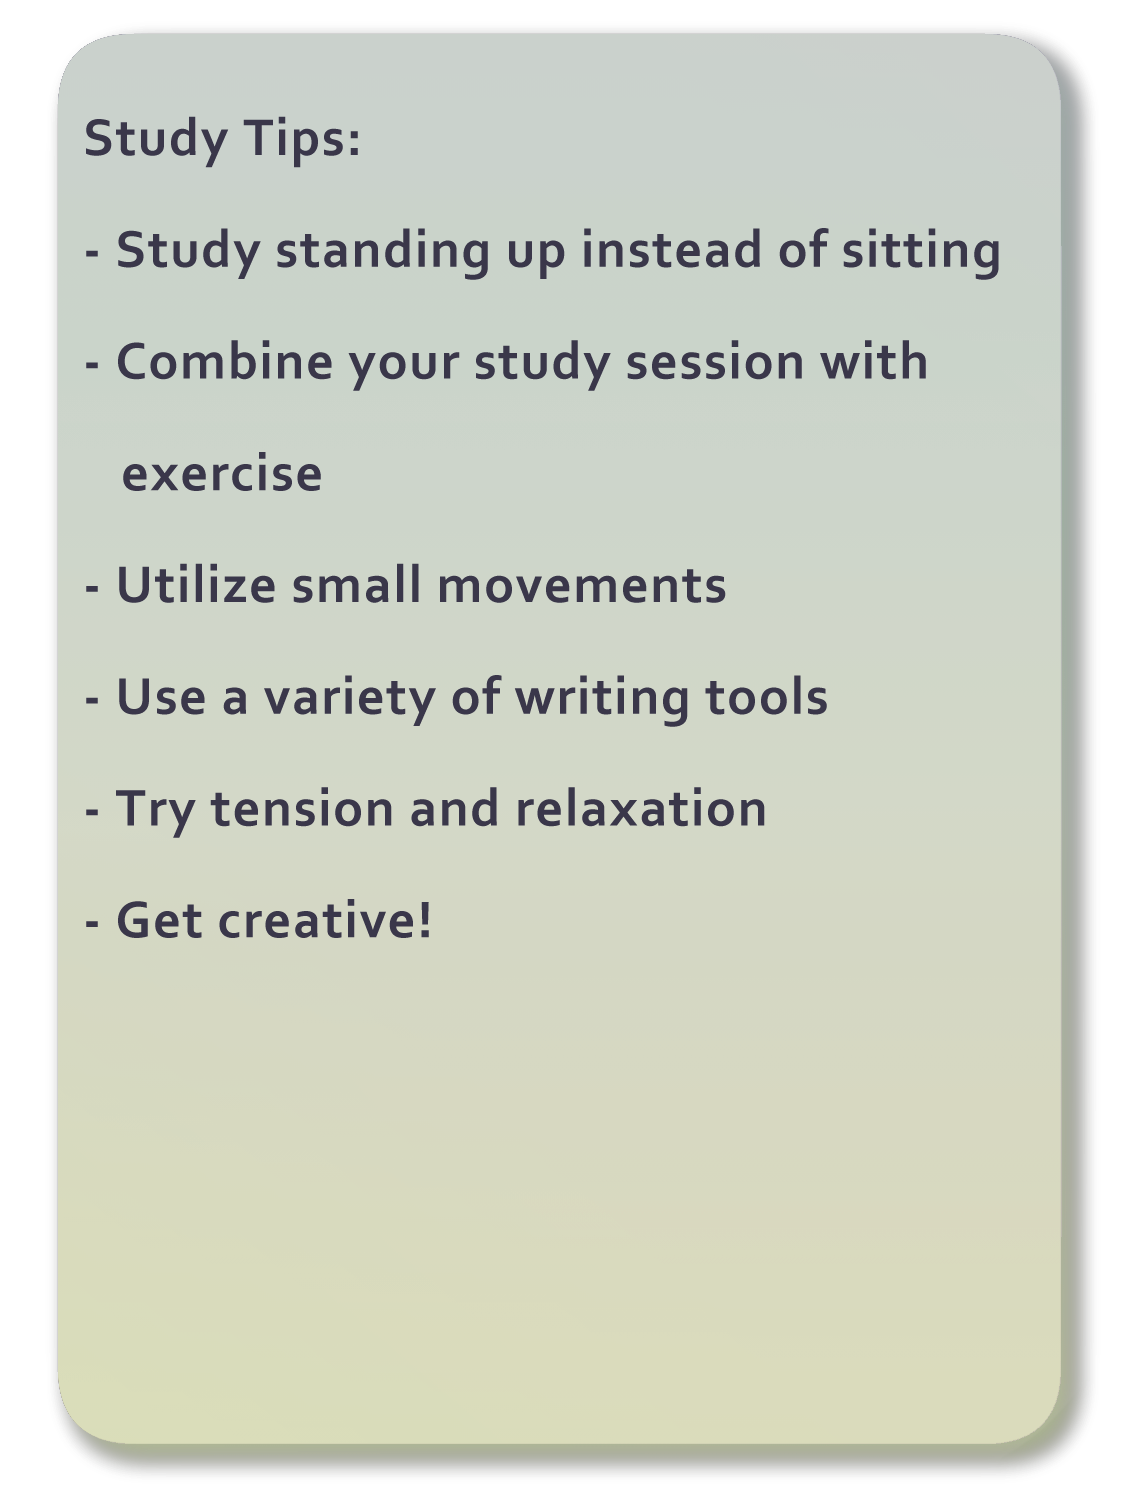 Study Tips:
- Study standing up instead of sitting
- Combine your study session with
exercise
- Utilize small movements
- Use a variety of writing tools
- Try tension and relaxation
- Get creative!